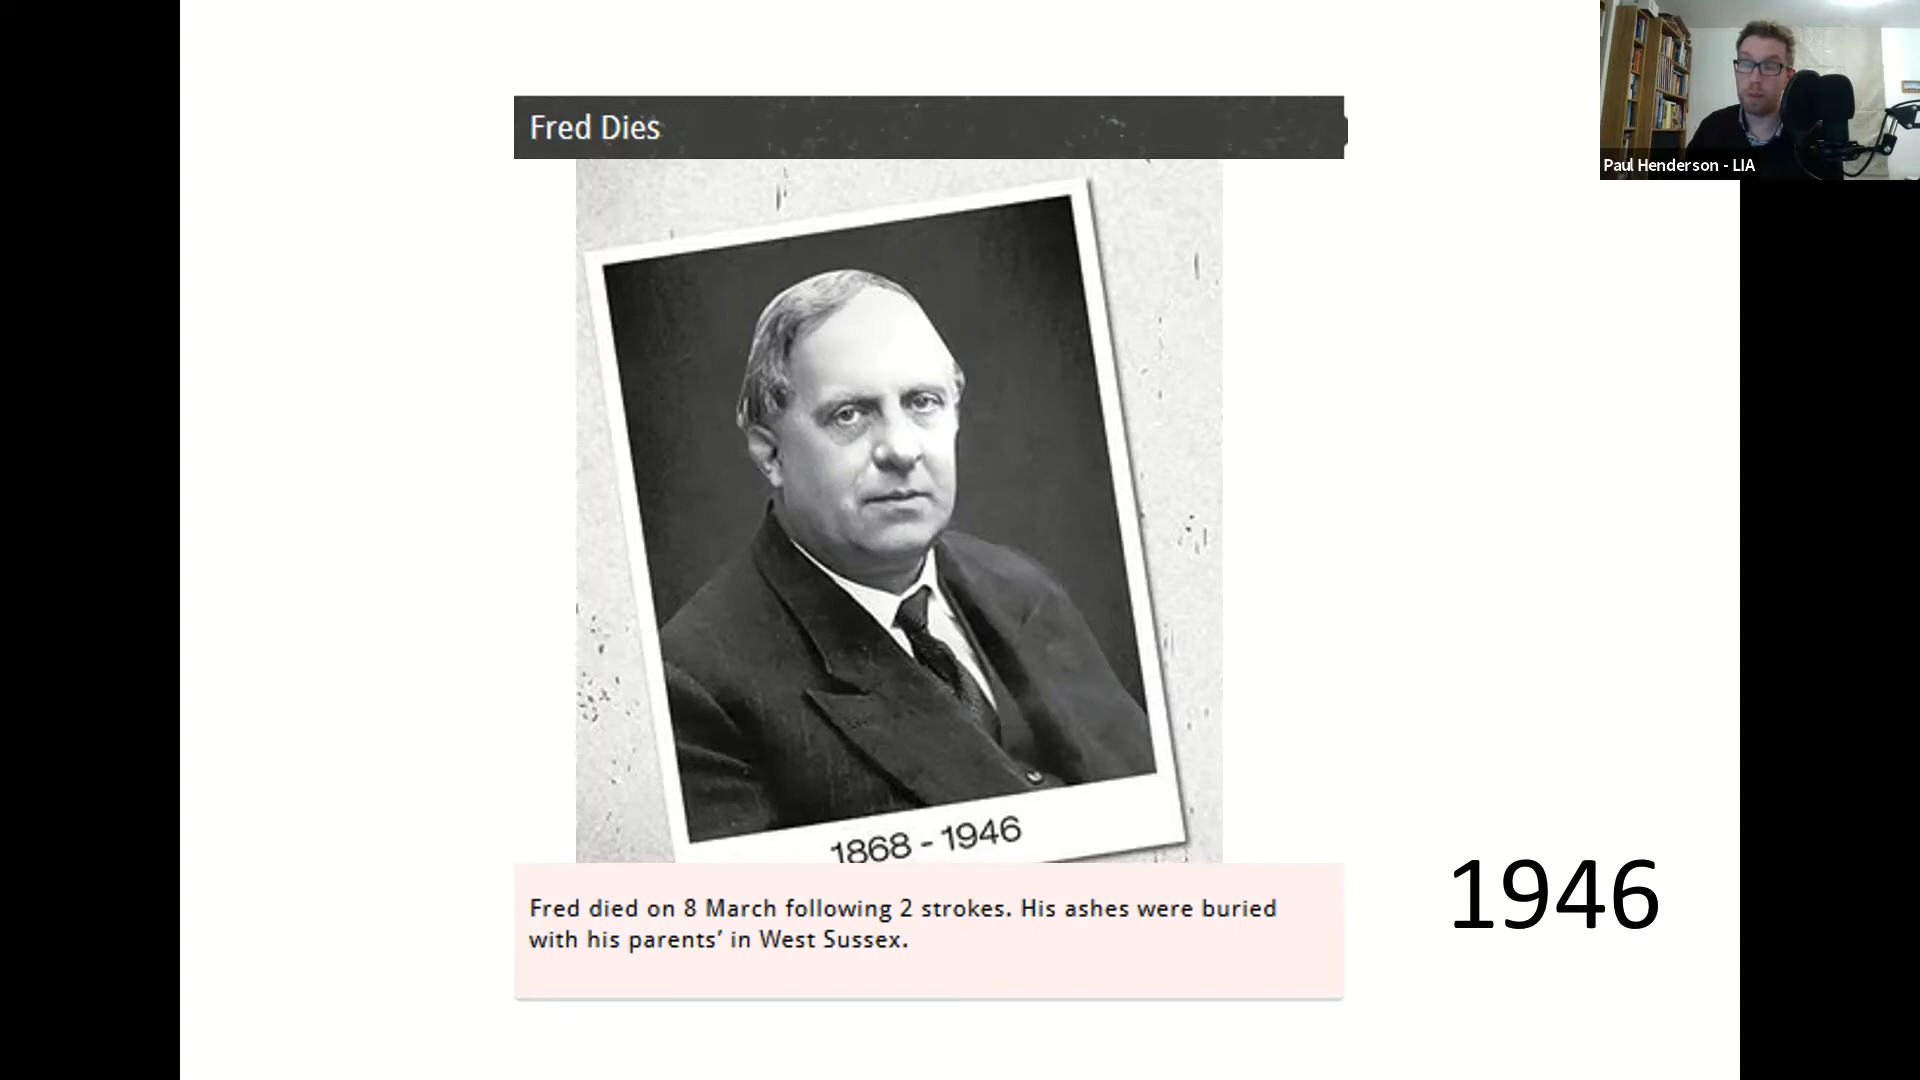 Fred Dies
Paul Henderson - LIA
1868 - 1946
Fred died on 8 March following 2 strokes. His ashes were buried
with his parents’ in West Sussex.
1946